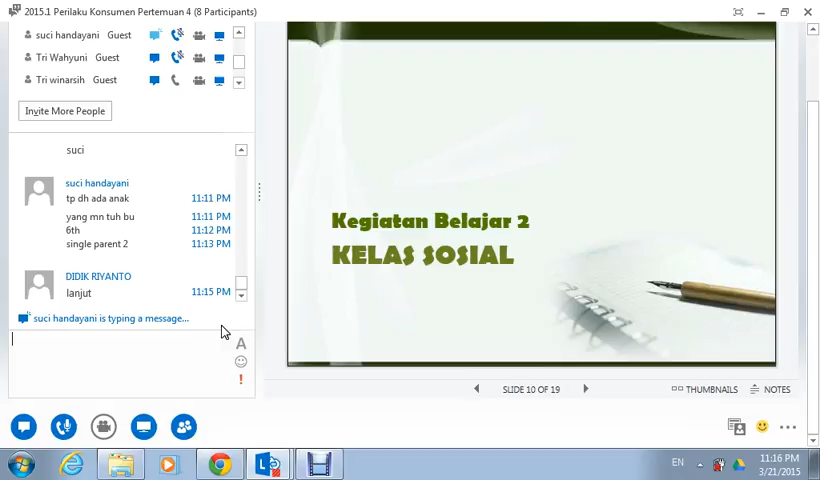 2015.1 Perilaku Konsumen Pertemuan 4 (8 Participants)
suci handayani Guest
Tri Wahyuni Guest
Tri winarsih Guest
Invite More People
suci
suci handayani
tp dh ada anak 11:11 PM
yang mn tuh bu 11:11 PM
6th 11:12 PM
single parent 2 11:13 PM
DIDIK RIYANTO
lanjut 11:15 PM
suci handayani is typing a message...
A
!
Kegiatan Belajar 2
KELAS SOSIAL
SLIDE 10 OF 19
THUMBNAILS
NOTES
EN
11:16 PM
3/21/2015